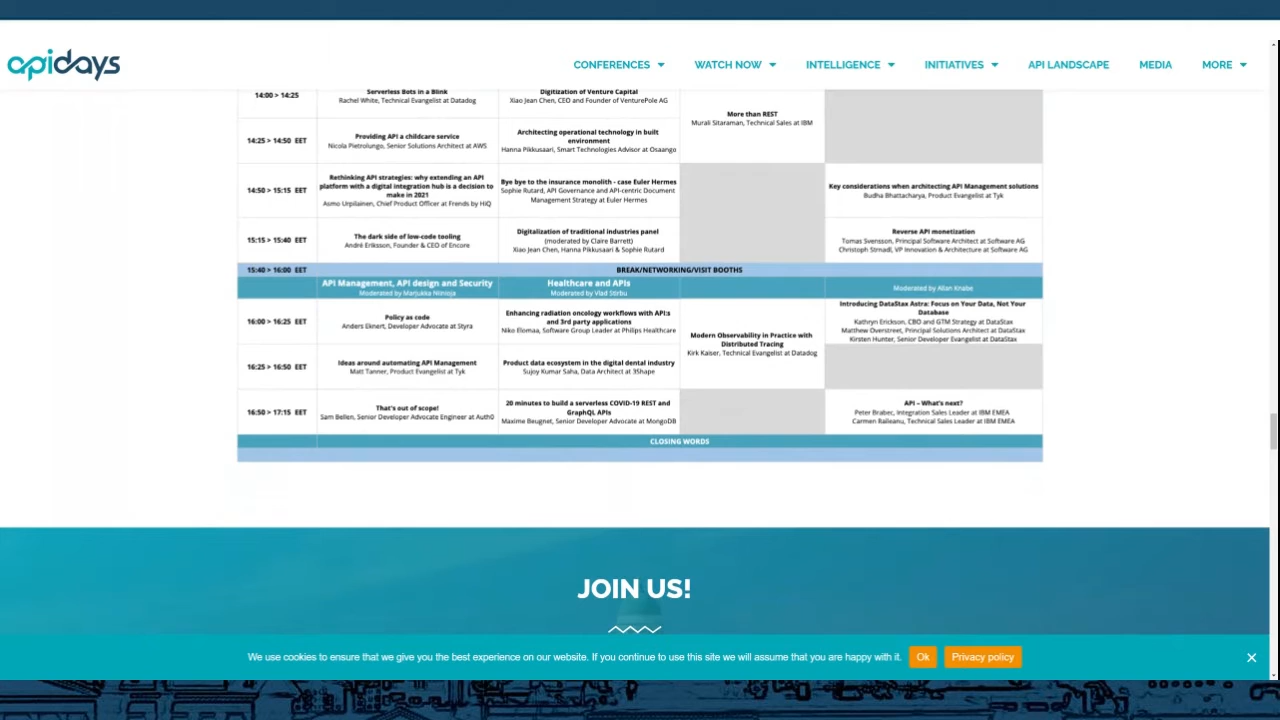 apidays
CONFERENCES
WATCH NOW
INTELLIGENCE
INITIATIVES
API LANDSCAPE
MEDIA
MORE
14:00 > 14:25
Serverless Bots in a Blink
Rachel White, Technical Evangelist at Datadog
Digitization of Venture Capital
Xiao Jean Chen, CEO and Founder of VenturePole AG
More than REST
Murali Sitaraman, Technical Sales at IBM
14:25 > 14:50 EET
Providing API a childcare service
Nicola Pietrolungo, Senior Solutions Architect at AWS
Architecting operational technology in built
environment
Hanna Pikkusaari, Smart Technologies Advisor at Osaango
14:50 > 15:15 EET
Rethinking API strategies: why extending an API
platform with a digital integration hub is a decision to
make in 2021
Asmo Urpilainen, Chief Product Officer at Frends by HiQ
Bye bye to the insurance monolith - case Euler Hermes
Sophie Rutard, API Governance and API-centric Document
Management Strategy at Euler Hermes
Key considerations when architecting API Management solutions
Budha Bhattacharya, Product Evangelist at Tyk
15:15 > 15:40 EET
The dark side of low-code tooling
André Eriksson, Founder & CEO of Encore
Digitalization of traditional industries panel
(moderated by Claire Barrett)
Xiao Jean Chen, Hanna Pikkusaari & Sophie Rutard
Reverse API monetization
Tomas Svensson, Principal Software Architect at Software AG
Christoph Strnadl, VP Innovation & Architecture at Software AG
15:40 > 16:00 EET
BREAK/NETWORKING/VISIT BOOTHS
API Management, API design and Security
Moderated by Marjukka Niinioja
Healthcare and APIs
Moderated by Vlad Stirbu
Moderated by Allan Knabe
16:00 > 16:25 EET
Policy as code
Anders Eknert, Developer Advocate at Styra
Enhancing radiation oncology workflows with API:s
and 3rd party applications
Niko Elomaa, Software Group Leader at Philips Healthcare
Modern Observability in Practice with
Distributed Tracing
Kirk Kaiser, Technical Evangelist at Datadog
Introducing DataStax Astra: Focus on Your Data, Not Your
Database
Kathryn Erickson, CBO and GTM Strategy at DataStax
Matthew Overstreet, Principal Solutions Architect at DataStax
Kirsten Hunter, Senior Developer Evangelist at DataStax
16:25 > 16:50 EET
Ideas around automating API Management
Matt Tanner, Product Evangelist at Tyk
Product data ecosystem in the digital dental industry
Sujoy Kumar Saha, Data Architect at 3Shape
16:50 > 17:15 EET
That's out of scope!
Sam Bellen, Senior Developer Advocate Engineer at Auth0
20 minutes to build a serverless COVID-19 REST and
GraphQL APIs
Maxime Beugnet, Senior Developer Advocate at MongoDB
API – What's next?
Peter Brabec, Integration Sales Leader at IBM EMEA
Carmen Raileanu, Technical Sales Leader at IBM EMEA
CLOSING WORDS
JOIN US!
We use cookies to ensure that we give you the best experience on our website. If you continue to use this site we will assume that you are happy with it.
Ok
Privacy policy